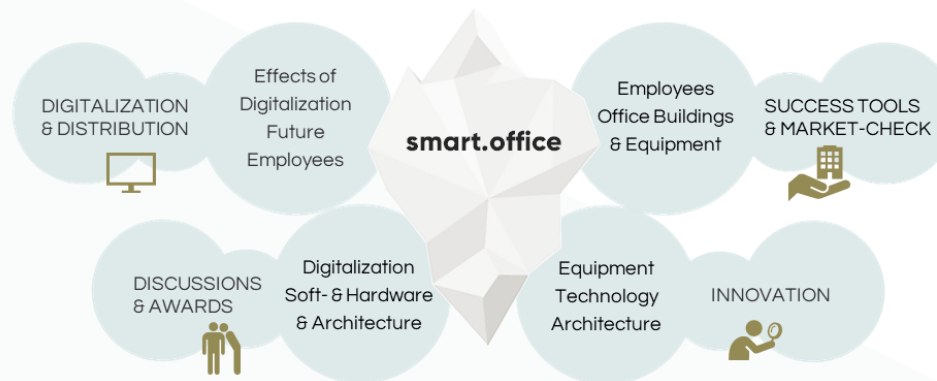 DIGITALIZATION
& DISTRIBUTION
Effects of
Digitalization
Future
Employees
smart.office
Employees
Office Buildings
& Equipment
SUCCESS TOOLS
& MARKET-CHECK
DISCUSSIONS
& AWARDS
Digitalization
Soft- & Hardware
& Architecture
Equipment
Technology
Architecture
INNOVATION